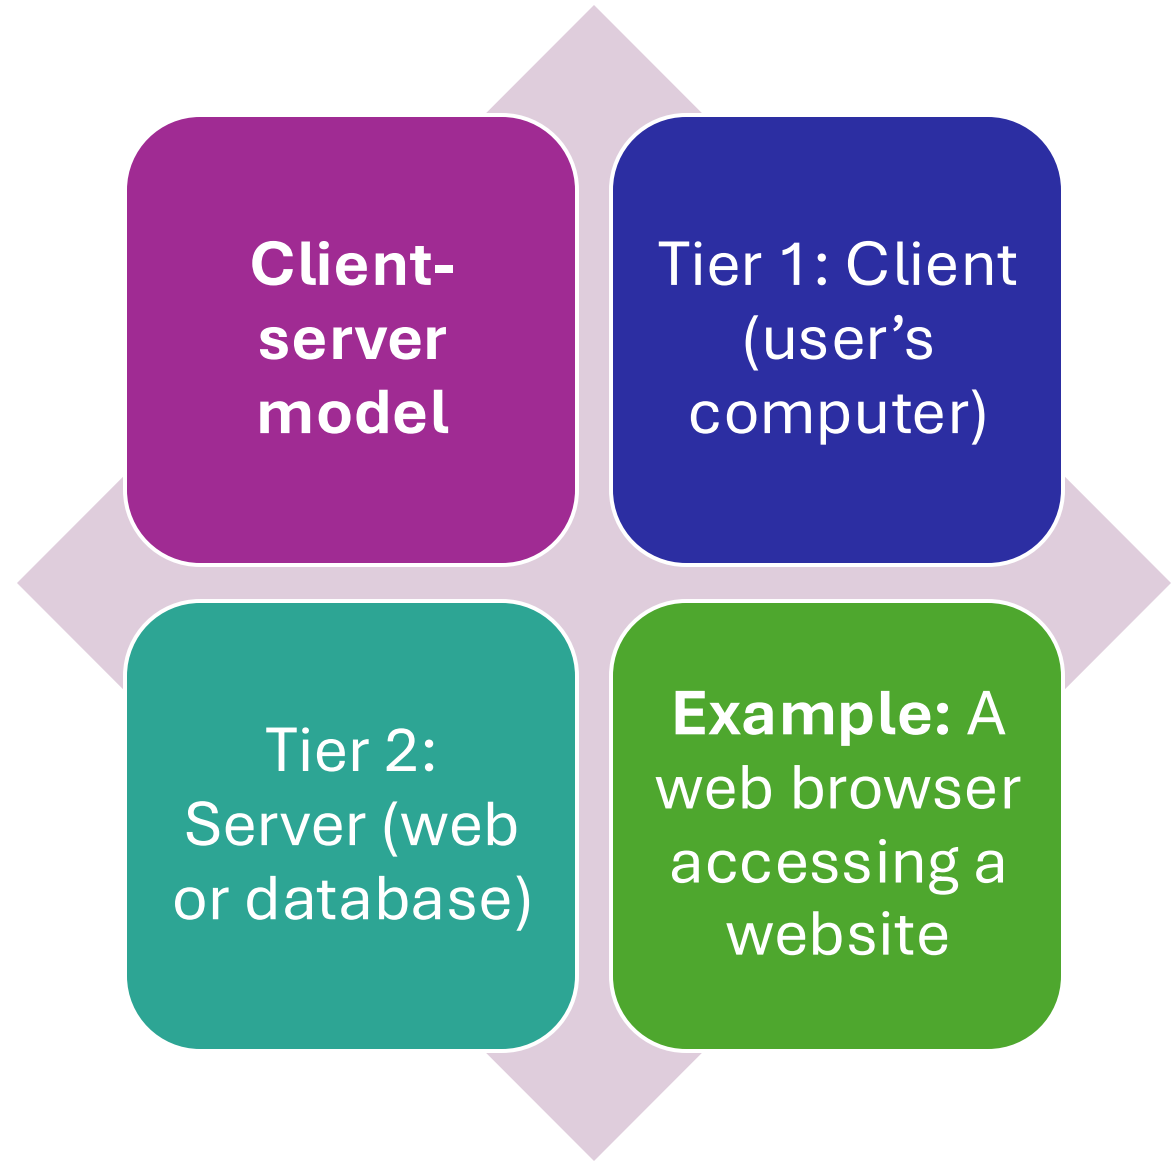 Client-
server
model
Tier 1: Client
(user’s
computer)
Tier 2:
Server (web
or database)
Example: A
web browser
accessing a
website